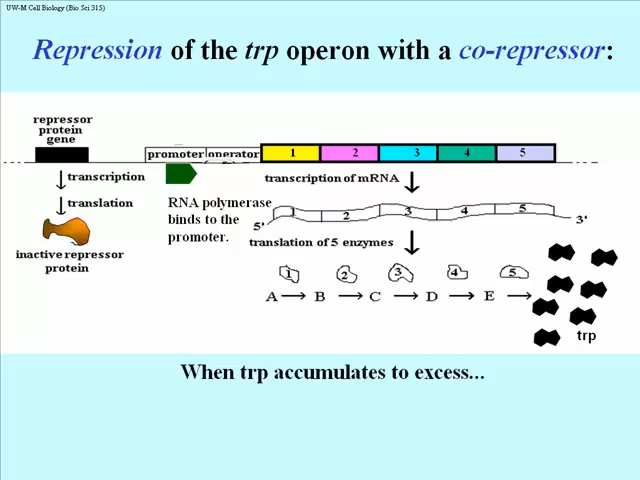 UW-M Cell Biology (Bio Sci 315)
Repression of the trp operon with a co-repressor:
repressor
protein
gene
promoter operator 1 2 3 4 5
transcription
transcription of mRNA
translation
RNA polymerase
binds to the
promoter.
5' 1 2 3 4 5 3'
inactive repressor
protein
translation of 5 enzymes
1 2 3 4 5
A B C D E
trp
When trp accumulates to excess...